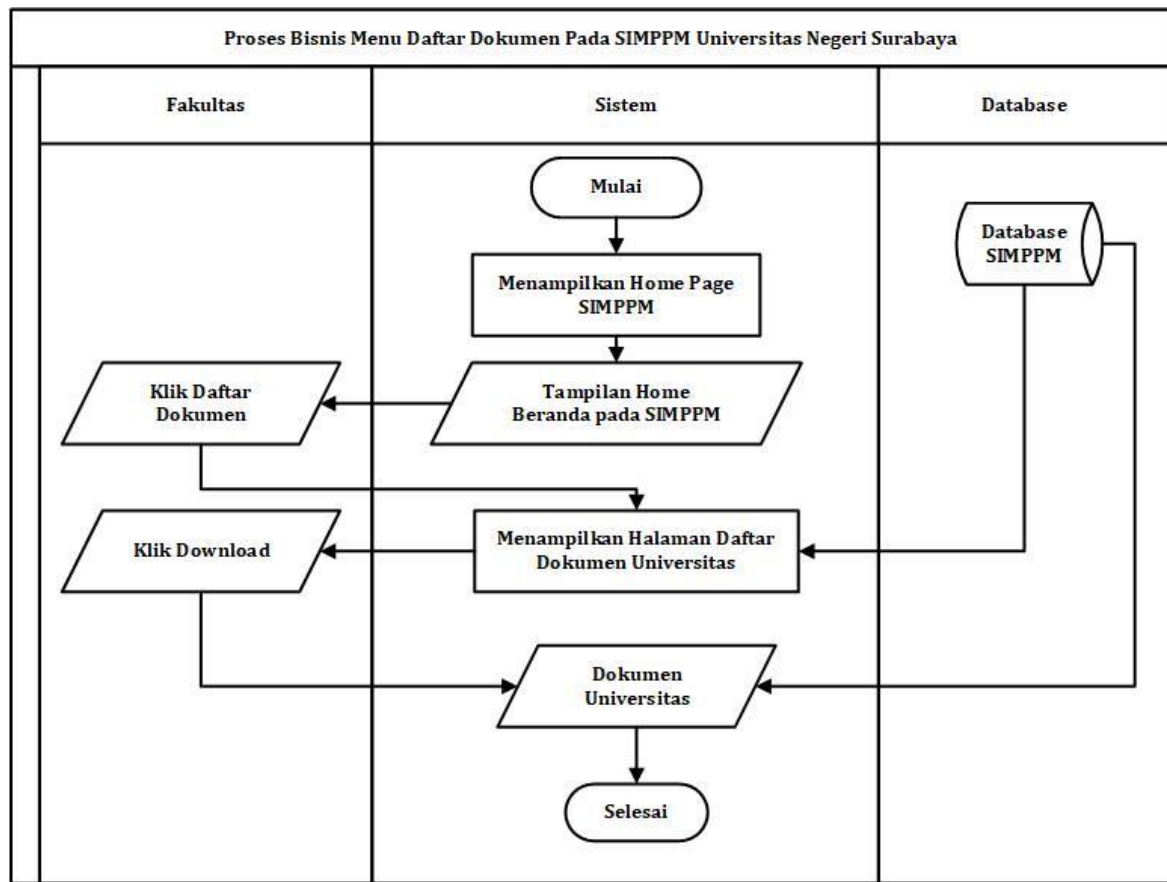 Proses Bisnis Menu Daftar Dokumen Pada SIMPPM Universitas Negeri Surabaya
Fakultas
Sistem
Database
Mulai
Database
SIMPPM
Menampilkan Home Page
SIMPPM
Klik Daftar
Dokumen
Tampilan Home
Beranda pada SIMPPM
Klik Download
Menampilkan Halaman Daftar
Dokumen Universitas
Dokumen
Universitas
Selesai